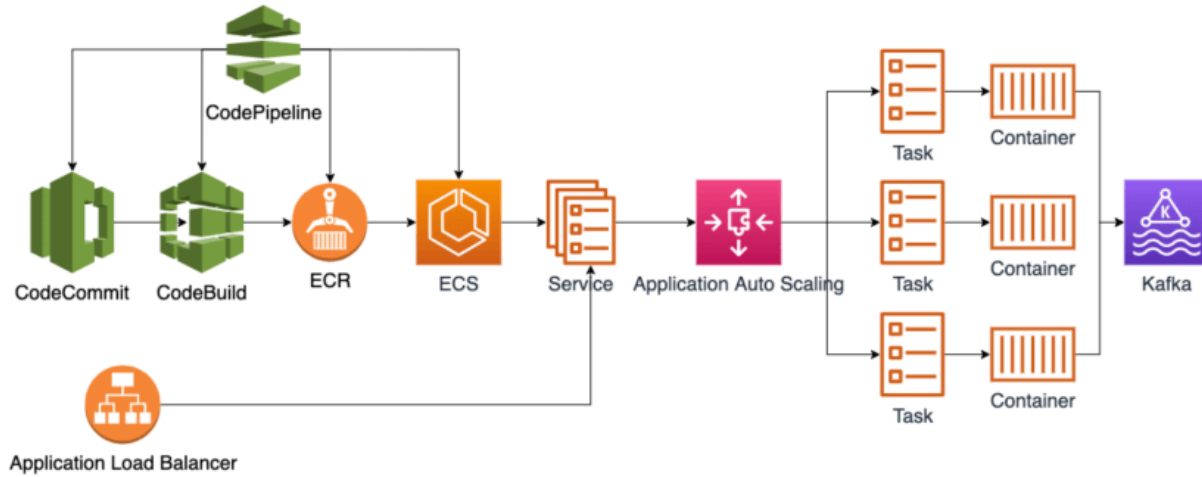 CodePipeline
CodeCommit
CodeBuild
ECR
ECS
Service
Application Auto Scaling
Task
Container
Task
Container
Task
Container
K
Kafka
Application Load Balancer